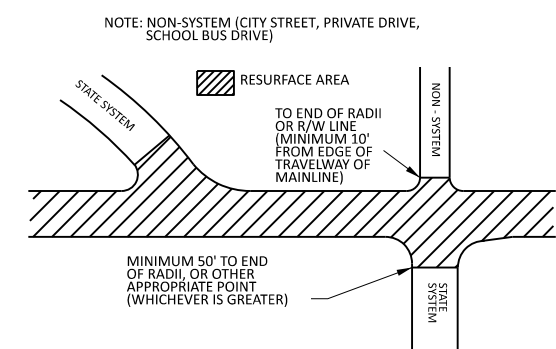 NOTE: NON-SYSTEM (CITY STREET, PRIVATE DRIVE,
SCHOOL BUS DRIVE)
STATE SYSTEM
RESURFACE AREA
TO END OF RADII
OR R/W LINE
(MINIMUM 10'
FROM EDGE OF
TRAVELWAY OF
MAINLINE)
NON - SYSTEM
MINIMUM 50' TO END
OF RADII, OR OTHER
APPROPRIATE POINT
(WHICHEVER IS GREATER)
STATE
SYSTEM